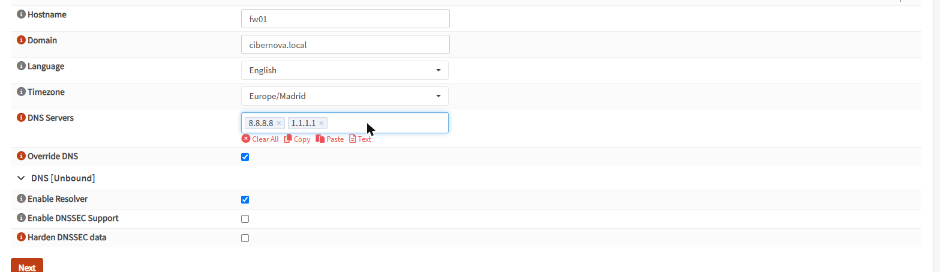 Hostname fw01
Domain cibernova.local
Language English
Timezone Europe/Madrid
DNS Servers 8.8.8.8 × 1.1.1.1 ×
Clear All Copy Paste Text
Override DNS
DNS [Unbound]
Enable Resolver
Enable DNSSEC Support
Harden DNSSEC data
Next